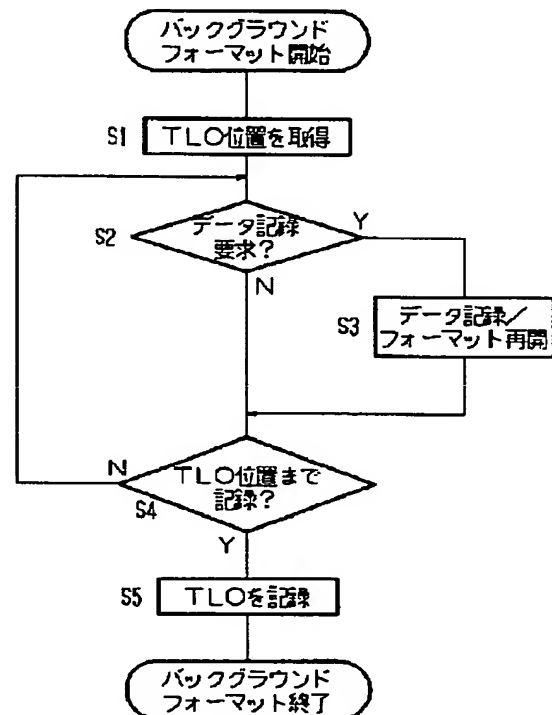 バックグラウンド
フォーマット開始
S1
TLO位置を取得
S2
データ記録
要求?
Y
N
S3
データ記録/
フォーマット再開
N
TLO位置まで
記録?
S4
Y
S5
TLOを記録
バックグラウンド
フォーマット終了